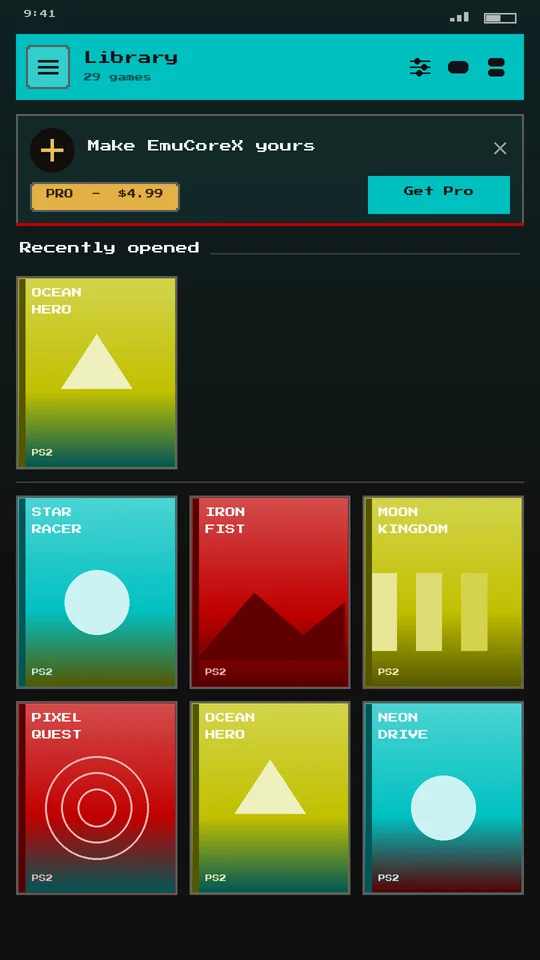 9:41
Library
29 games
Make EmuCoreX yours
PRO – $4.99
Get Pro
Recently opened
OCEAN
HERO
PS2
STAR
RACER
PS2
IRON
FIST
PS2
MOON
KINGDOM
PS2
PIXEL
QUEST
PS2
OCEAN
HERO
PS2
NEON
DRIVE
PS2